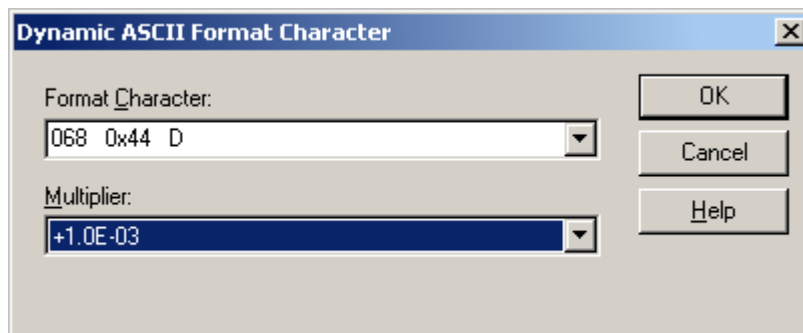 Dynamic ASCII Format Character
Format Character:
068 0x44 D
Multiplier:
+1.0E-03
OK
Cancel
Help